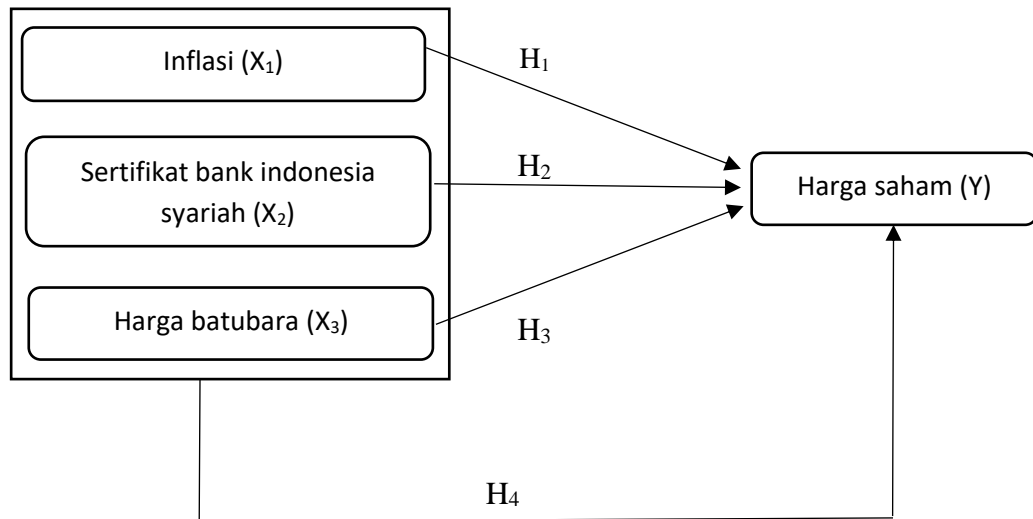 Inflasi (X₁)
Sertifikat bank indonesia
syariah (X₂)
Harga batubara (X₃)
H₁
H₂
H₃
Harga saham (Y)
H₄